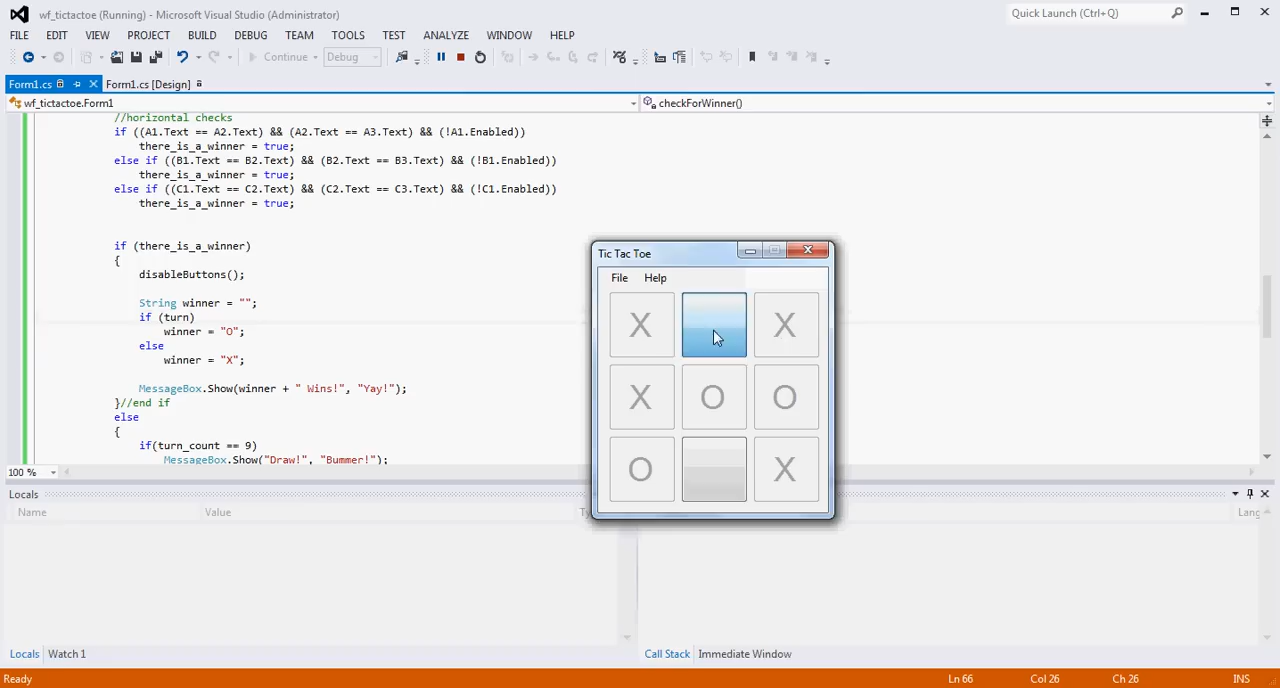 wf_tictactoe (Running) - Microsoft Visual Studio (Administrator)
Quick Launch (Ctrl+Q)
FILE EDIT VIEW PROJECT BUILD DEBUG TEAM TOOLS TEST ANALYZE WINDOW HELP
Continue Debug
Form1.cs Form1.cs [Design]
wf_tictactoe.Form1 checkForWinner()
//horizontal checks
if ((A1.Text == A2.Text) && (A2.Text == A3.Text) && (!A1.Enabled))
there_is_a_winner = true;
else if ((B1.Text == B2.Text) && (B2.Text == B3.Text) && (!B1.Enabled))
there_is_a_winner = true;
else if ((C1.Text == C2.Text) && (C2.Text == C3.Text) && (!C1.Enabled))
there_is_a_winner = true;
if (there_is_a_winner)
{
disableButtons();
String winner = "";
if (turn)
winner = "O";
else
winner = "X";
MessageBox.Show(winner + " Wins!", "Yay!");
}//end if
else
{
if(turn_count == 9)
MessageBox.Show("Draw!", "Bummer!");
Tic Tac Toe
File Help
X X
X O O
O X
100 %
Locals
Name Value Ty Lang
Locals Watch 1 Call Stack Immediate Window
Ready Ln 66 Col 26 Ch 26 INS